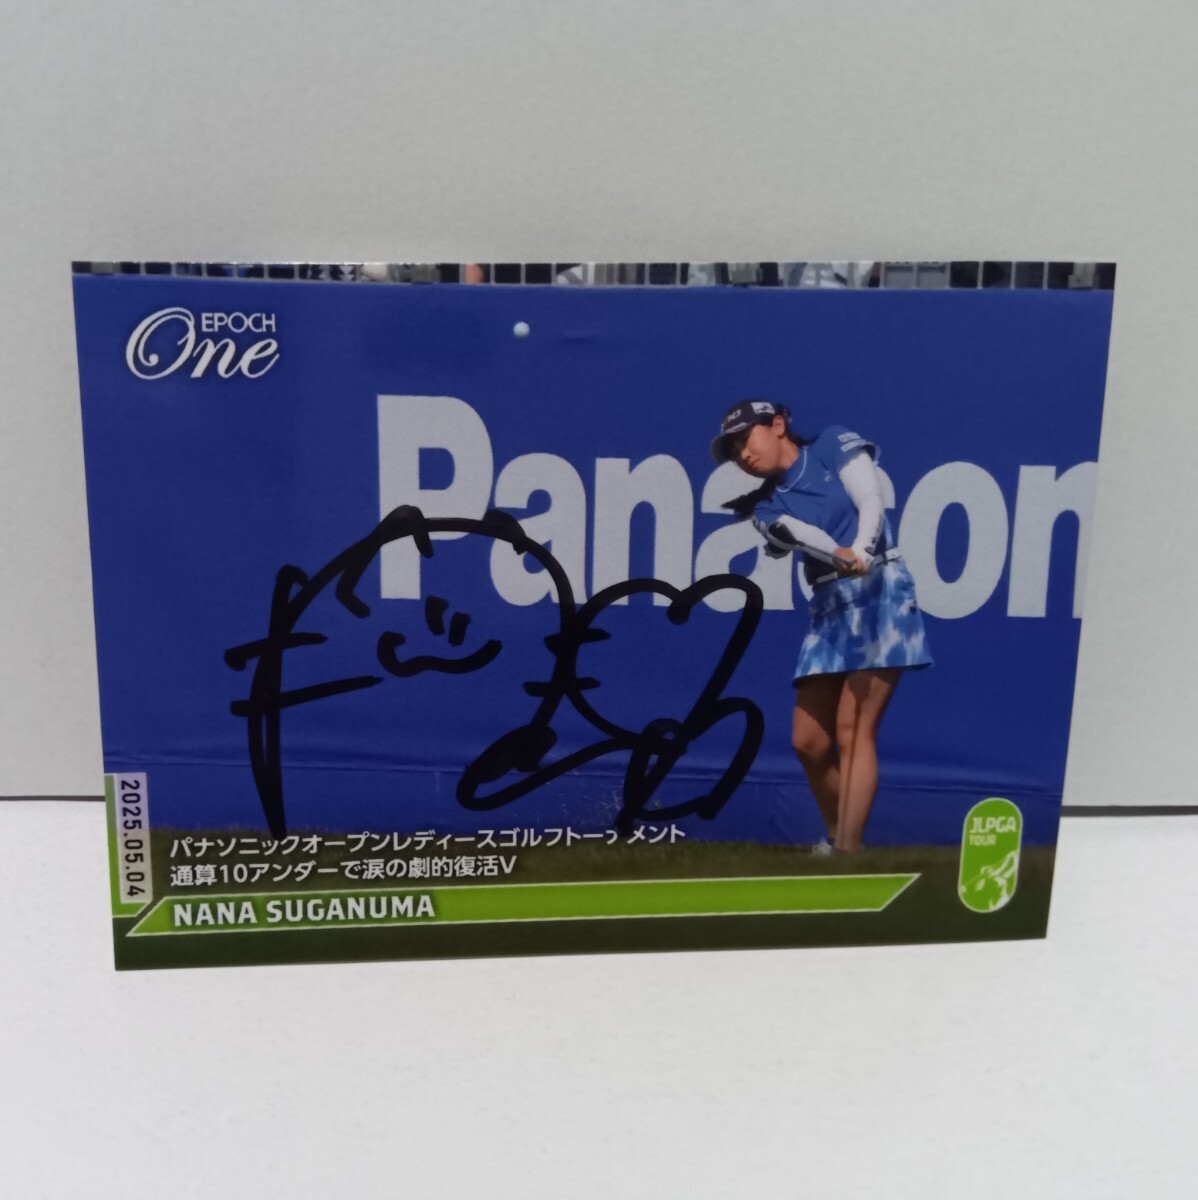 EPOCH
One
Panasonic
2025.05.04
パナソニックオープンレディースゴルフトーナメント
通算10アンダーで涙の劇的復活V
NANA SUGANUMA
JLPGA
TOUR